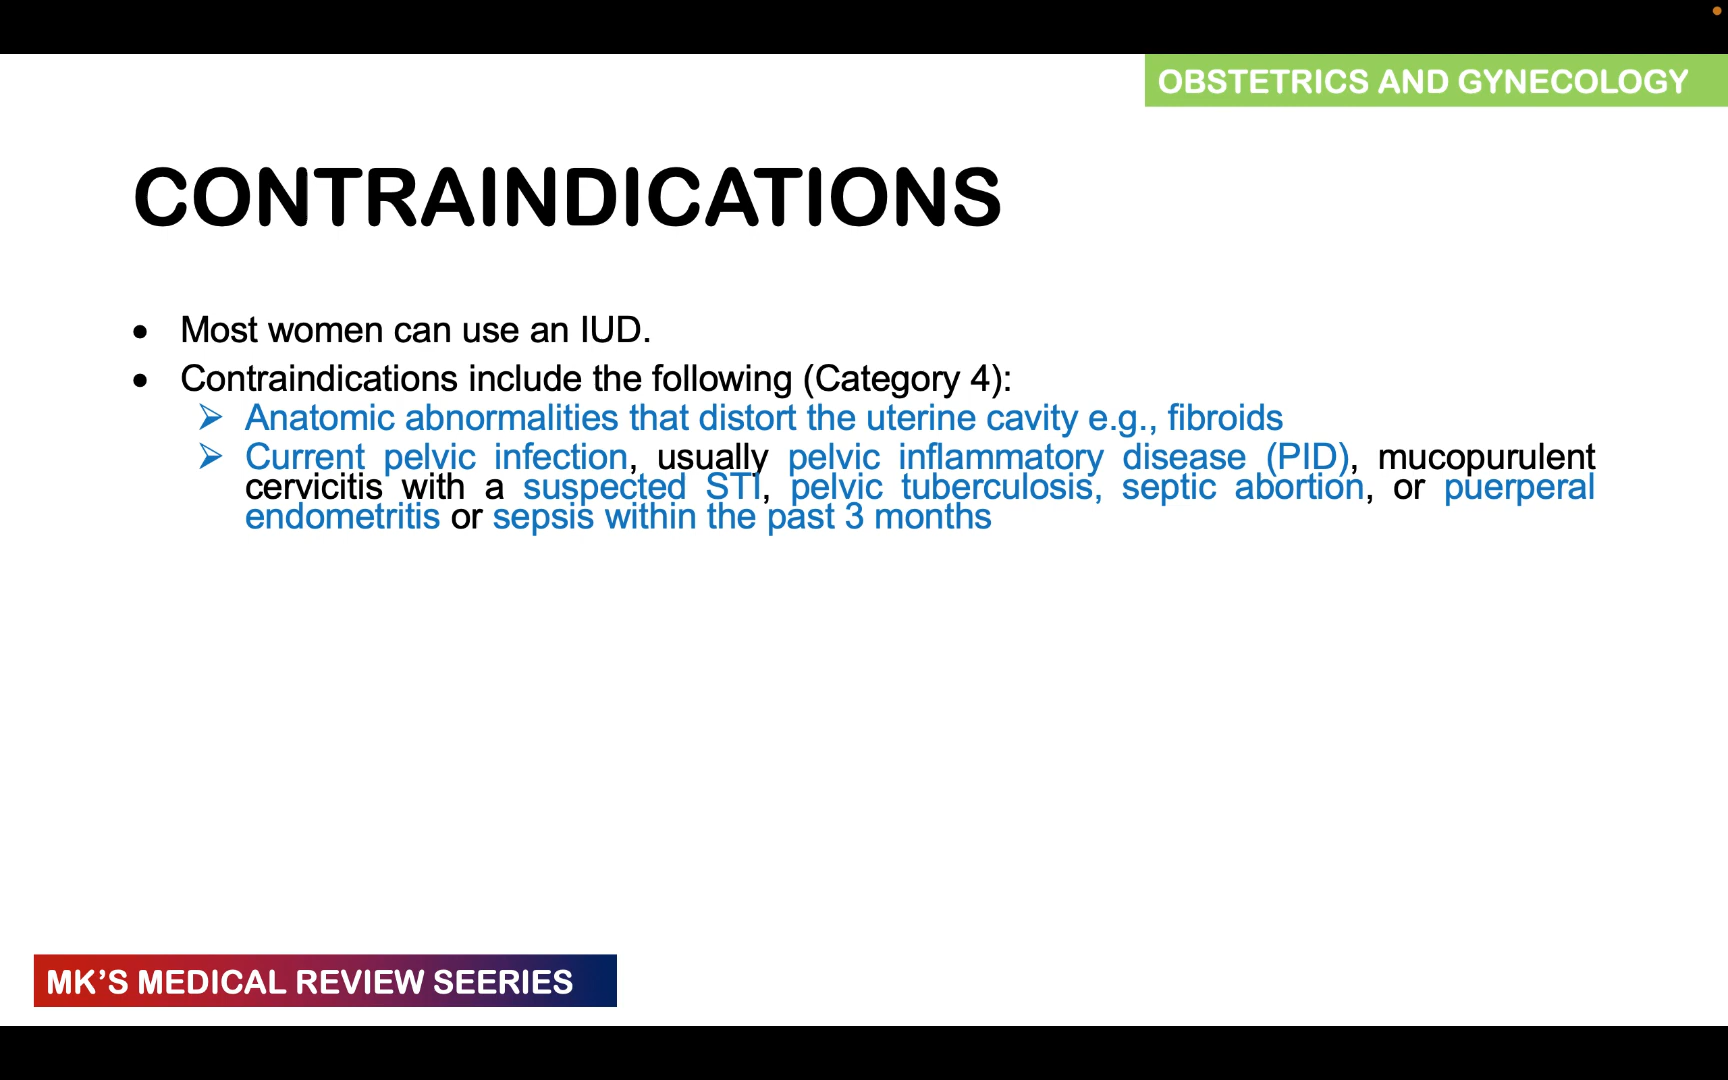 OBSTETRICS AND GYNECOLOGY
CONTRAINDICATIONS
• Most women can use an IUD.
• Contraindications include the following (Category 4):
➢ Anatomic abnormalities that distort the uterine cavity e.g., fibroids
➢ Current pelvic infection, usually pelvic inflammatory disease (PID), mucopurulent
cervicitis with a suspected STI, pelvic tuberculosis, septic abortion, or puerperal
endometritis or sepsis within the past 3 months
MK’S MEDICAL REVIEW SEERIES